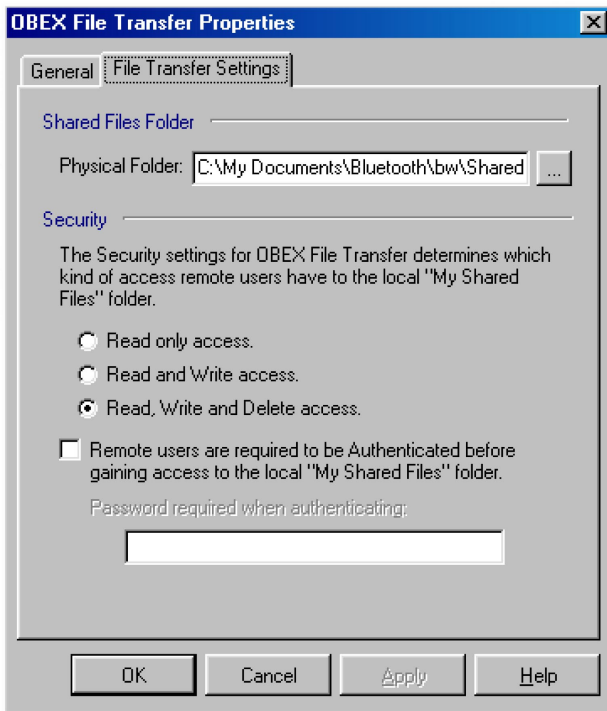 OBEX File Transfer Properties
General
File Transfer Settings
Shared Files Folder
Physical Folder: C:\My Documents\Bluetooth\bw\Shared ...
Security
The Security settings for OBEX File Transfer determines which
kind of access remote users have to the local "My Shared
Files" folder.
Read only access.
Read and Write access.
Read, Write and Delete access.
Remote users are required to be Authenticated before
gaining access to the local "My Shared Files" folder.
Password required when authenticating:
OK
Cancel
Apply
Help